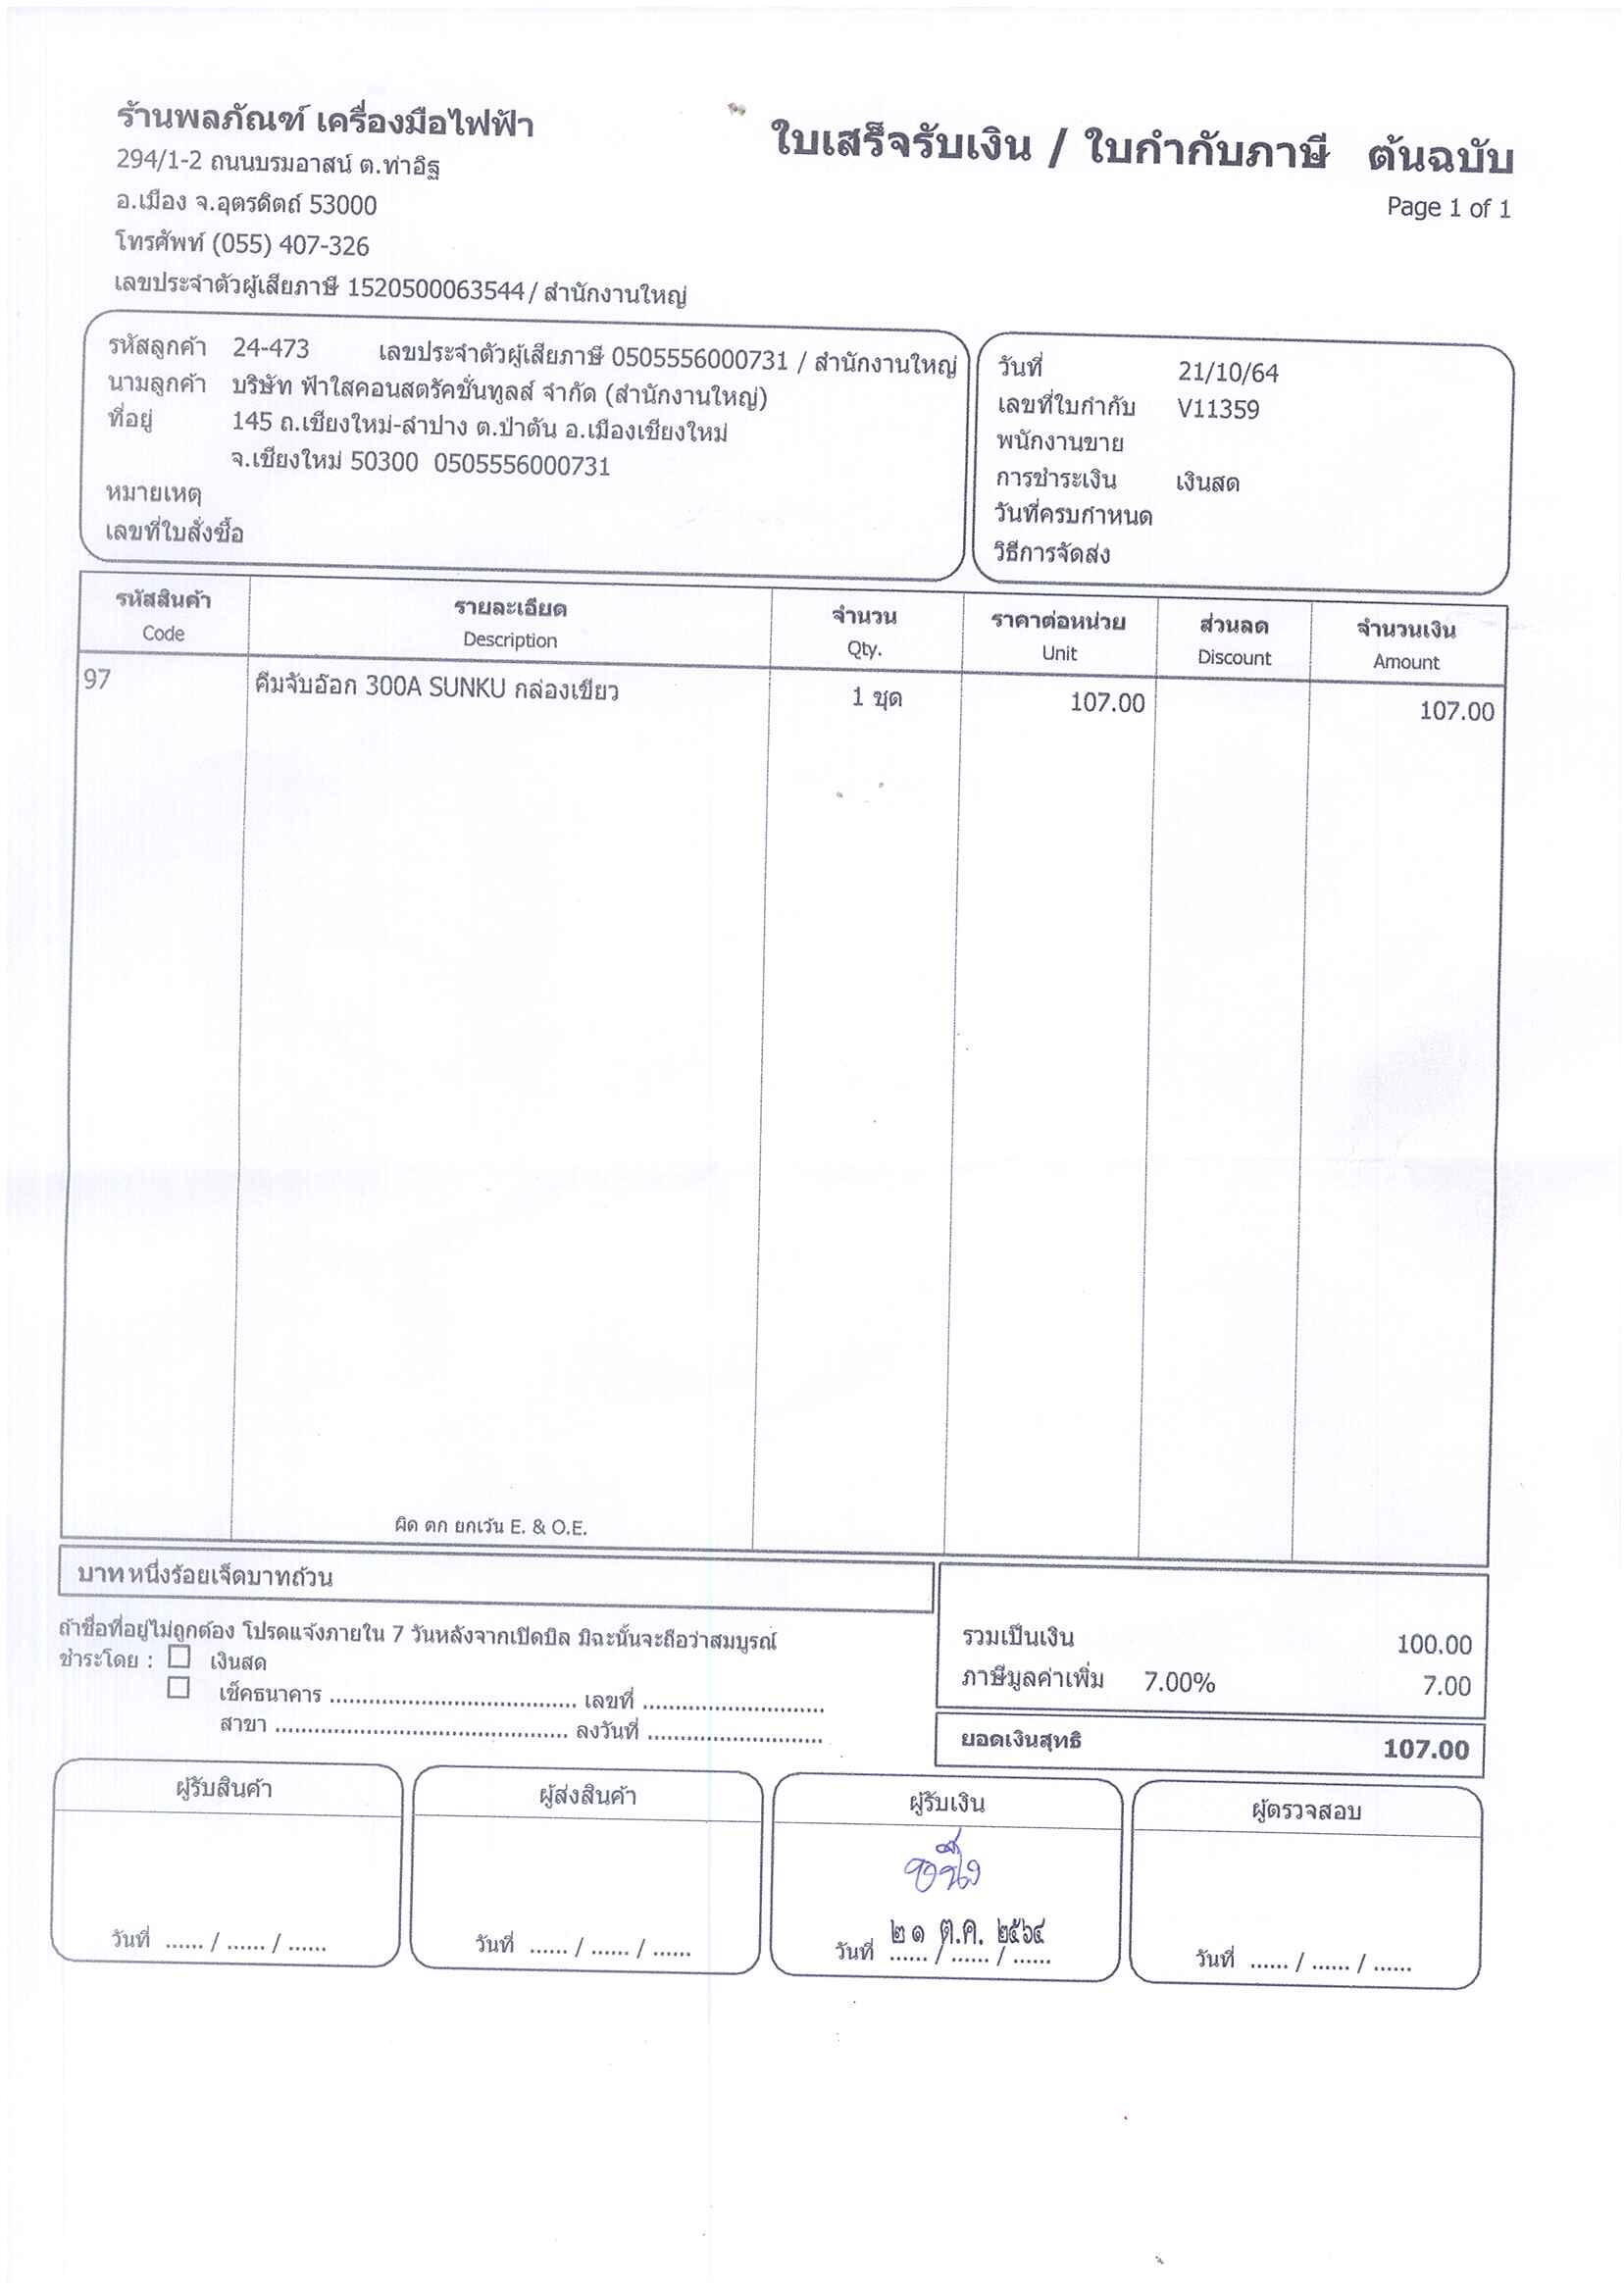 ร้านพลภัณฑ์ เครื่องมือไฟฟ้า
294/1-2 ถนนบรมอาสน์ ต.ท่าอิฐ
อ.เมือง จ.อุตรดิตถ์ 53000
โทรศัพท์ (055) 407-326
เลขประจำตัวผู้เสียภาษี 1520500063544 / สำนักงานใหญ่
ใบเสร็จรับเงิน / ใบกำกับภาษี ต้นฉบับ
Page 1 of 1
รหัสลูกค้า 24-473 เลขประจำตัวผู้เสียภาษี 0505556000731 / สำนักงานใหญ่
นามลูกค้า บริษัท ฟ้าใสคอนสตรัคชั่นทูลส์ จำกัด (สำนักงานใหญ่)
ที่อยู่ 145 ถ.เชียงใหม่-ลำปาง ต.ป่าตัน อ.เมืองเชียงใหม่
จ.เชียงใหม่ 50300 0505556000731
หมายเหตุ
เลขที่ใบสั่งซื้อ
วันที่ 21/10/64
เลขที่ใบกำกับ V11359
พนักงานขาย
การชำระเงิน เงินสด
วันที่ครบกำหนด
วิธีการจัดส่ง
รหัสสินค้า รายละเอียด จำนวน ราคาต่อหน่วย ส่วนลด จำนวนเงิน
Code Description Qty. Unit Discount Amount
97 คีมจับอ๊อก 300A SUNKU กล่องเขียว 1 ชุด 107.00 107.00
ผิด ตก ยกเว้น E. & O.E.
บาท หนึ่งร้อยเจ็ดบาทถ้วน
ถ้าชื่อที่อยู่ไม่ถูกต้อง โปรดแจ้งภายใน 7 วันหลังจากเปิดบิล มิฉะนั้นจะถือว่าสมบูรณ์
ชำระโดย : เงินสด
เช็คธนาคาร ...................................... เลขที่ ............................
สาขา ............................................. ลงวันที่ ...........................
รวมเป็นเงิน 100.00
ภาษีมูลค่าเพิ่ม 7.00% 7.00
ยอดเงินสุทธิ 107.00
ผู้รับสินค้า ผู้ส่งสินค้า ผู้รับเงิน ผู้ตรวจสอบ
๒๑ ต.ค. ๒๕๖๔
วันที่ ...... / ...... / ...... วันที่ ...... / ...... / ...... วันที่ ...... / ...... / ...... วันที่ ...... / ...... / ......